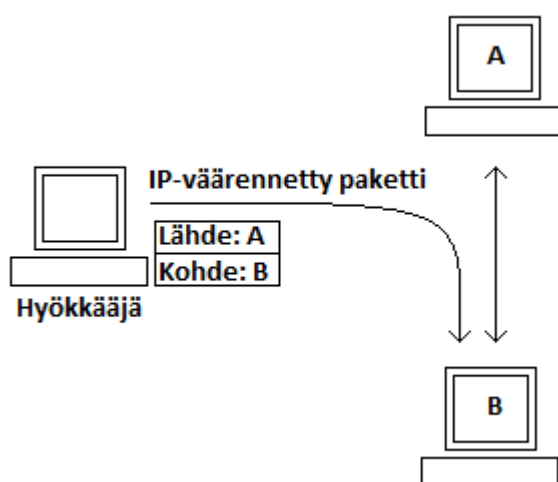 A
IP-väärennetty paketti
Lähde: A
Kohde: B
Hyökkääjä
B